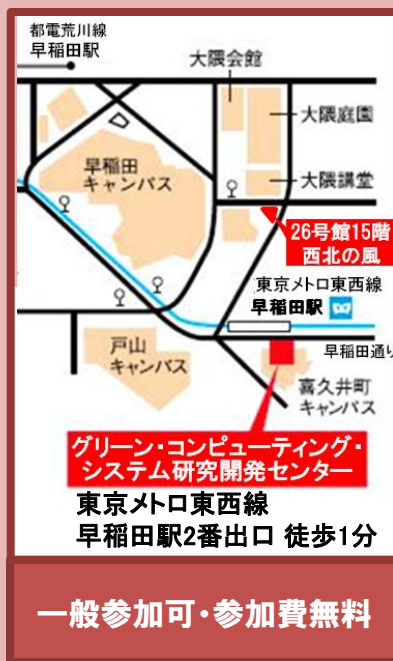 都電荒川線
早稲田駅
大隈会館
大隈庭園
早稲田
キャンパス
大隈講堂
26号館15階
西北の風
東京メトロ東西線
早稲田駅
早稲田通り
戸山
キャンパス
喜久井町
キャンパス
グリーン・コンピューティング・
システム研究開発センター
東京メトロ東西線
早稲田駅2番出口 徒歩1分
一般参加可・参加費無料